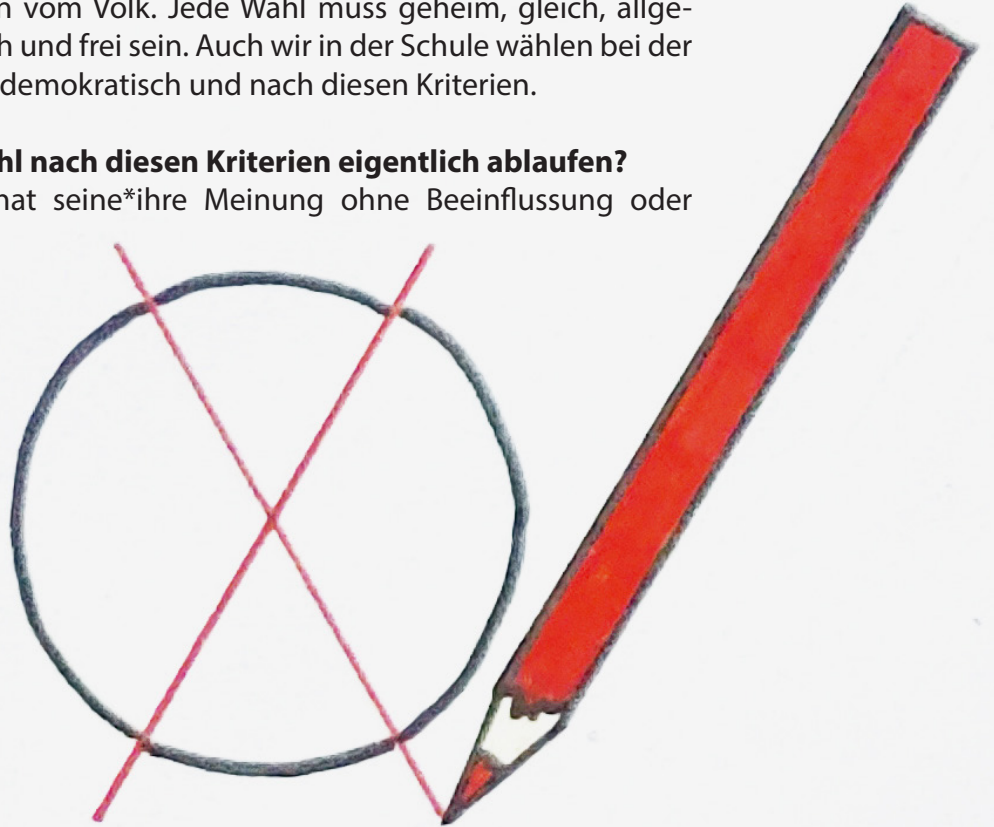 vom Volk. Jede Wahl muss geheim, gleich, allge-
und frei sein. Auch wir in der Schule wählen bei der
demokratisch und nach diesen Kriterien.
nach diesen Kriterien eigentlich ablaufen?
seine*ihre Meinung ohne Beeinflussung oder